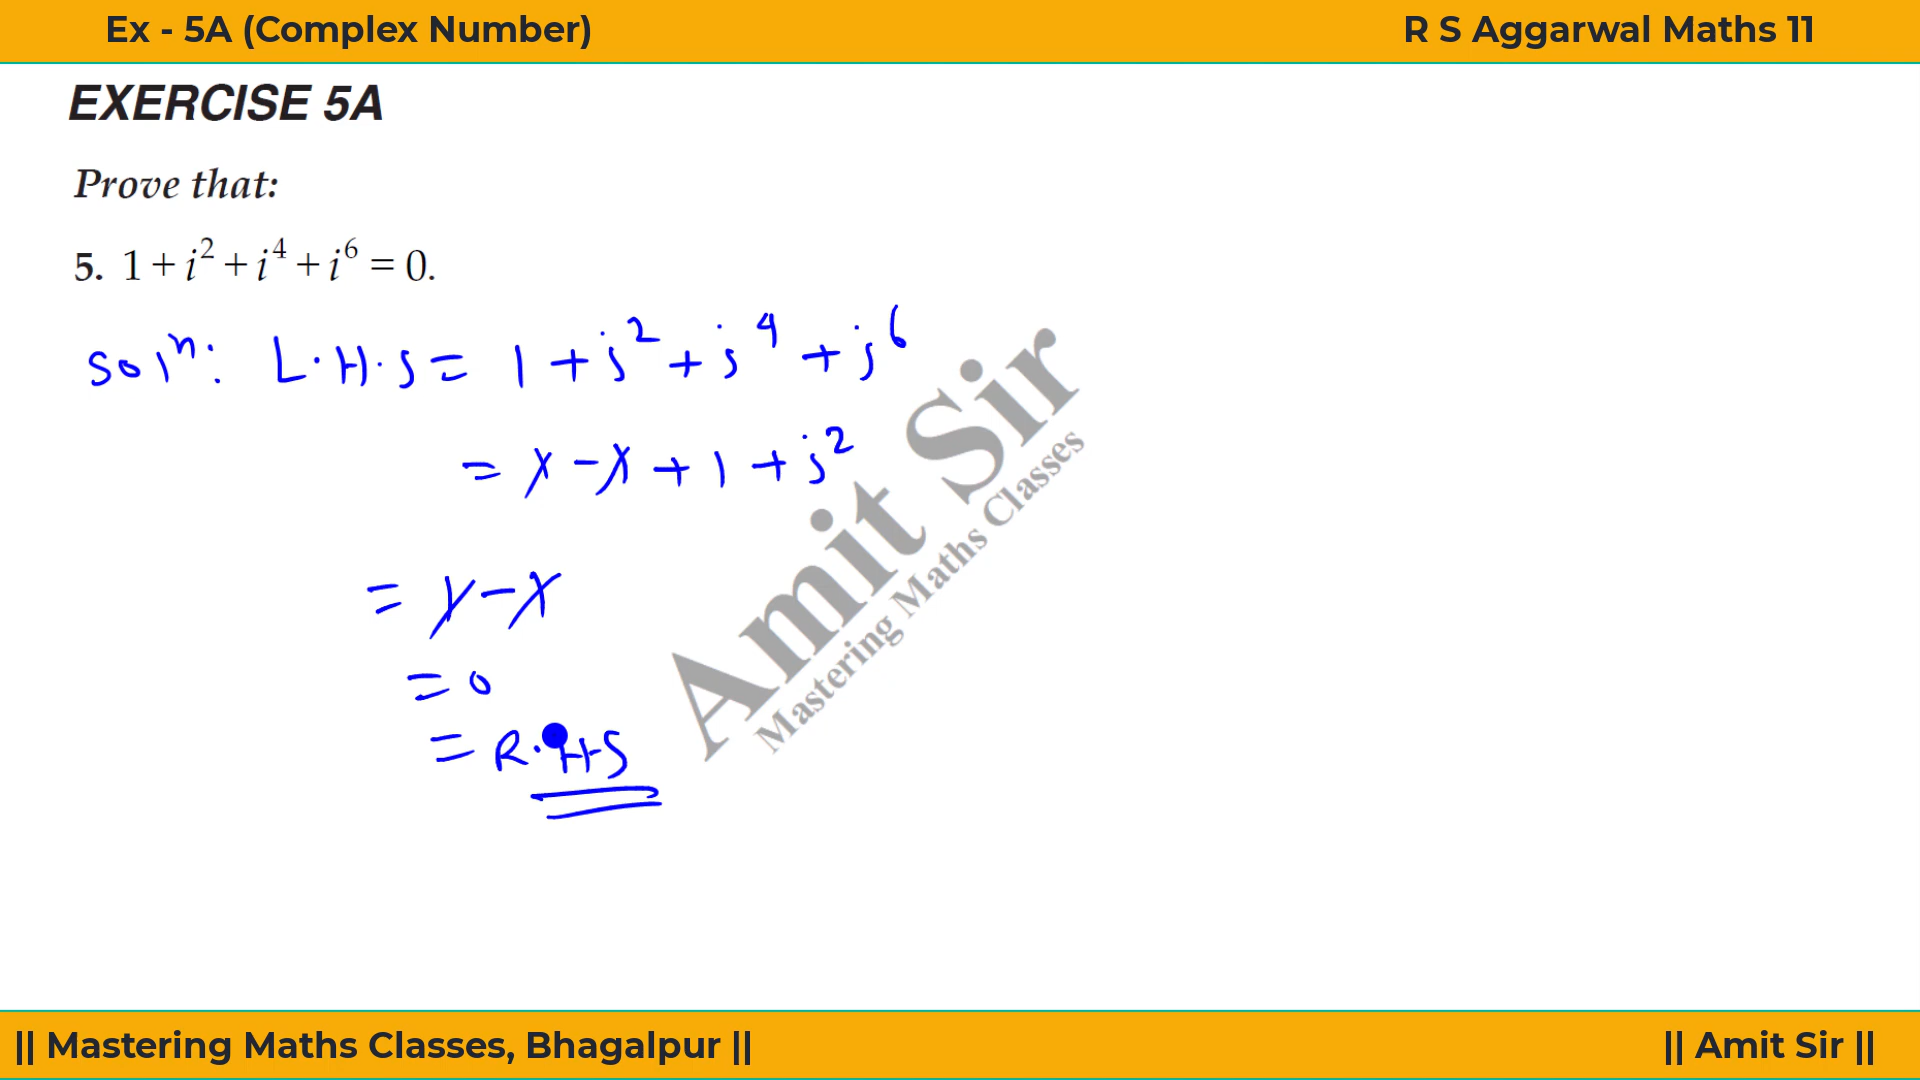 Ex - 5A (Complex Number) R S Aggarwal Maths 11
EXERCISE 5A
Prove that:
5. 1 + i² + i⁴ + i⁶ = 0.
Solⁿ: L.H.S = 1 + i² + i⁴ + i⁶
= 1 - 1 + 1 + i²
= 1 - 1
= 0
= R.H.S
Amit Sir
Mastering Maths Classes
|| Mastering Maths Classes, Bhagalpur || || Amit Sir ||